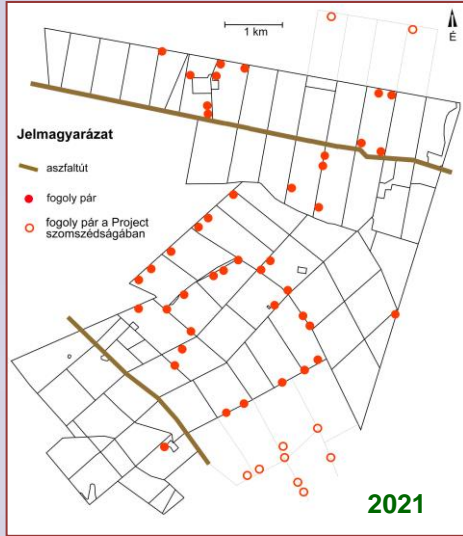 1 km
É
Jelmagyarázat
aszfaltút
fogoly pár
fogoly pár a Project
szomszédságában
2021